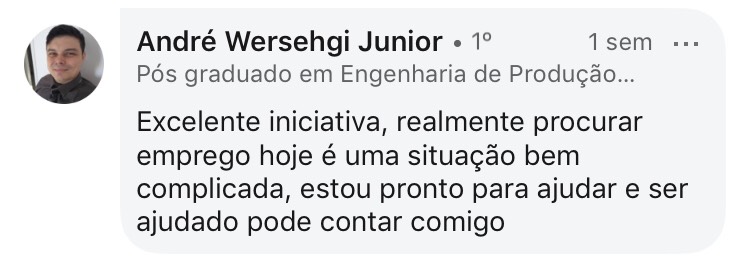 André Wersehgi Junior • 1º 1 sem ...
Pós graduado em Engenharia de Produção...
Excelente iniciativa, realmente procurar
emprego hoje é uma situação bem
complicada, estou pronto para ajudar e ser
ajudado pode contar comigo